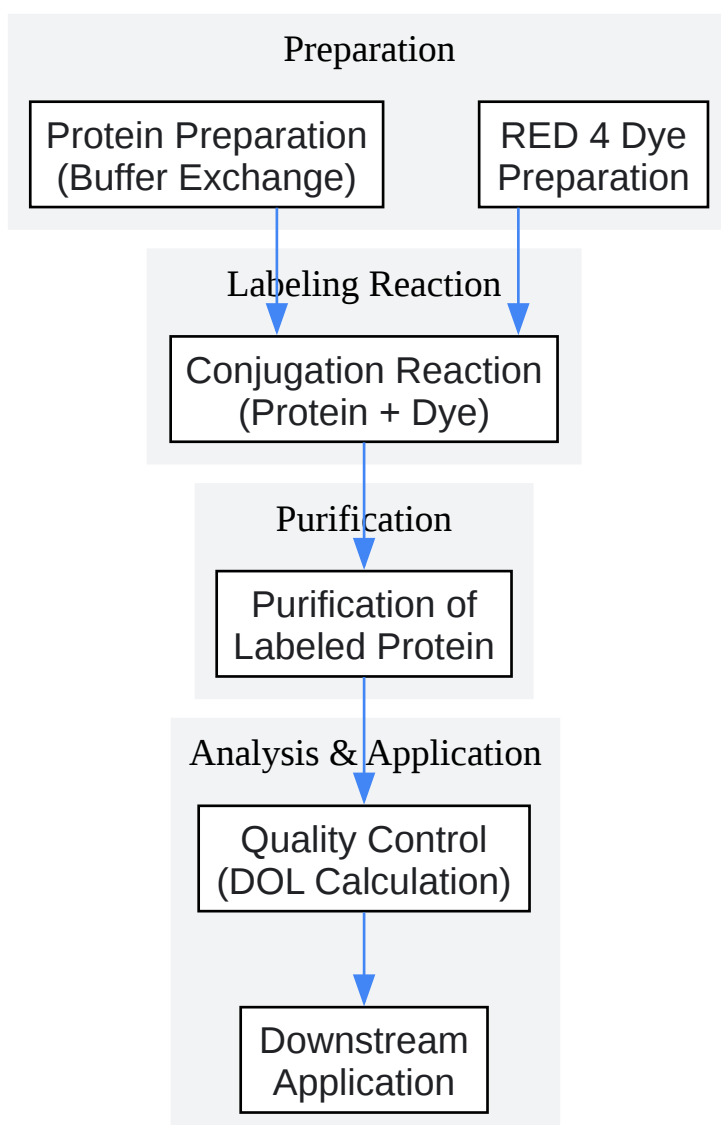 Preparation
Protein Preparation
(Buffer Exchange)
RED 4 Dye
Preparation
Labeling Reaction
Conjugation Reaction
(Protein + Dye)
Purification
Purification of
Labeled Protein
Analysis & Application
Quality Control
(DOL Calculation)
Downstream
Application